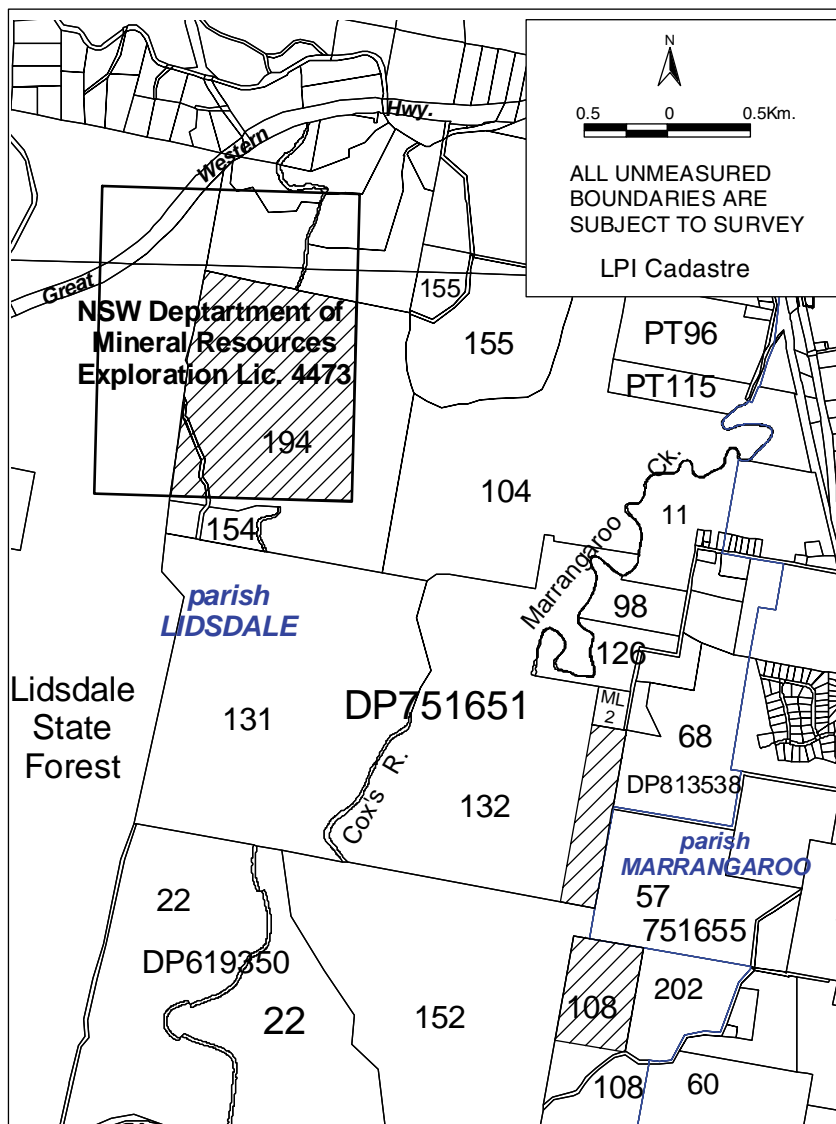 N
0.5 0 0.5Km.
ALL UNMEASURED
BOUNDARIES ARE
SUBJECT TO SURVEY
LPI Cadastre
Great Western Hwy.
NSW Deptartment of
Mineral Resources
Exploration Lic. 4473
194
155
155
PT96
PT115
104
11
Marrangaroo Ck.
154
98
126
parish
LIDSDALE
ML
2
Lidsdale
State
Forest
131
DP751651
68
DP813538
Cox's R.
132
parish
MARRANGAROO
57
751655
22
DP619350
22
152
108
202
108
60